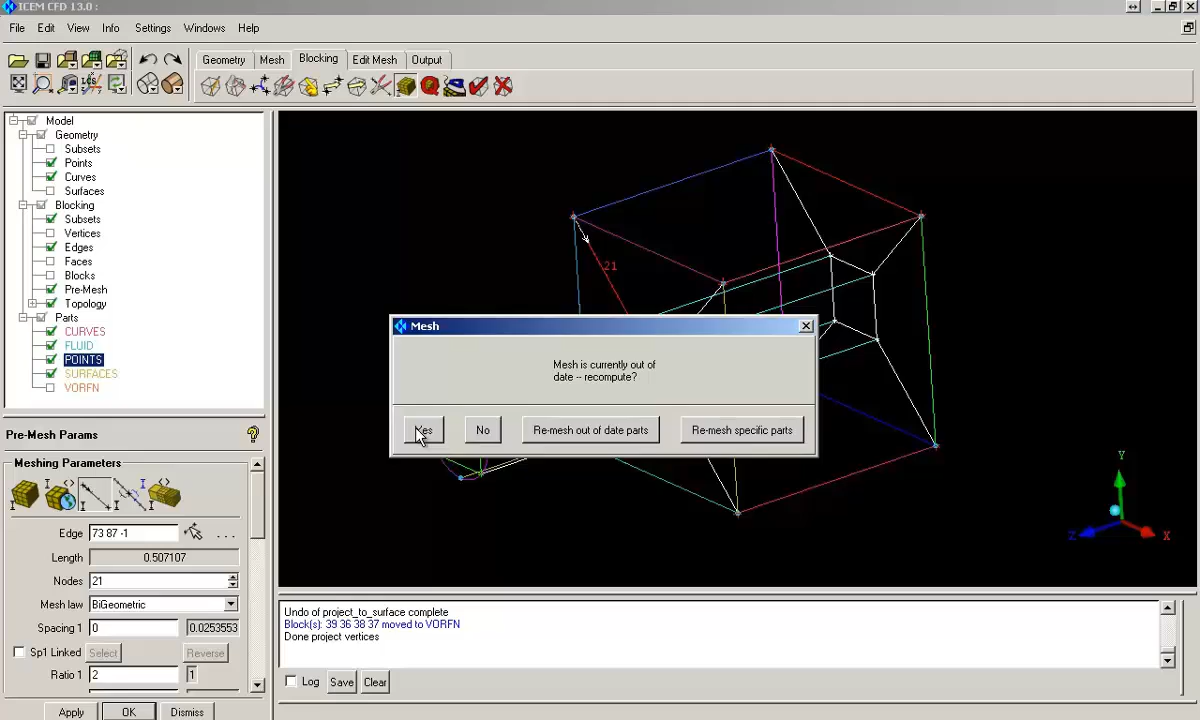 ICEM CFD 13.0 :
File Edit View Info Settings Windows Help
Geometry Mesh Blocking Edit Mesh Output
Model
Geometry
Subsets
Points
Curves
Surfaces
Blocking
Subsets
Vertices
Edges
Faces
Blocks
Pre-Mesh
Topology
Parts
CURVES
FLUID
POINTS
SURFACES
VORFN
21
Mesh
Mesh is currently out of
date -- recompute?
Yes No Re-mesh out of date parts Re-mesh specific parts
Y
Z
X
Pre-Mesh Params
Meshing Parameters
Edge 73 87 -1 ...
Length 0.507107
Nodes 21
Mesh law BiGeometric
Spacing 1 0 0.0253553
Sp1 Linked Select Reverse
Ratio 1 2 1
Apply OK Dismiss
Undo of project_to_surface complete
Block(s): 39 36 38 37 moved to VORFN
Done project vertices
Log Save Clear